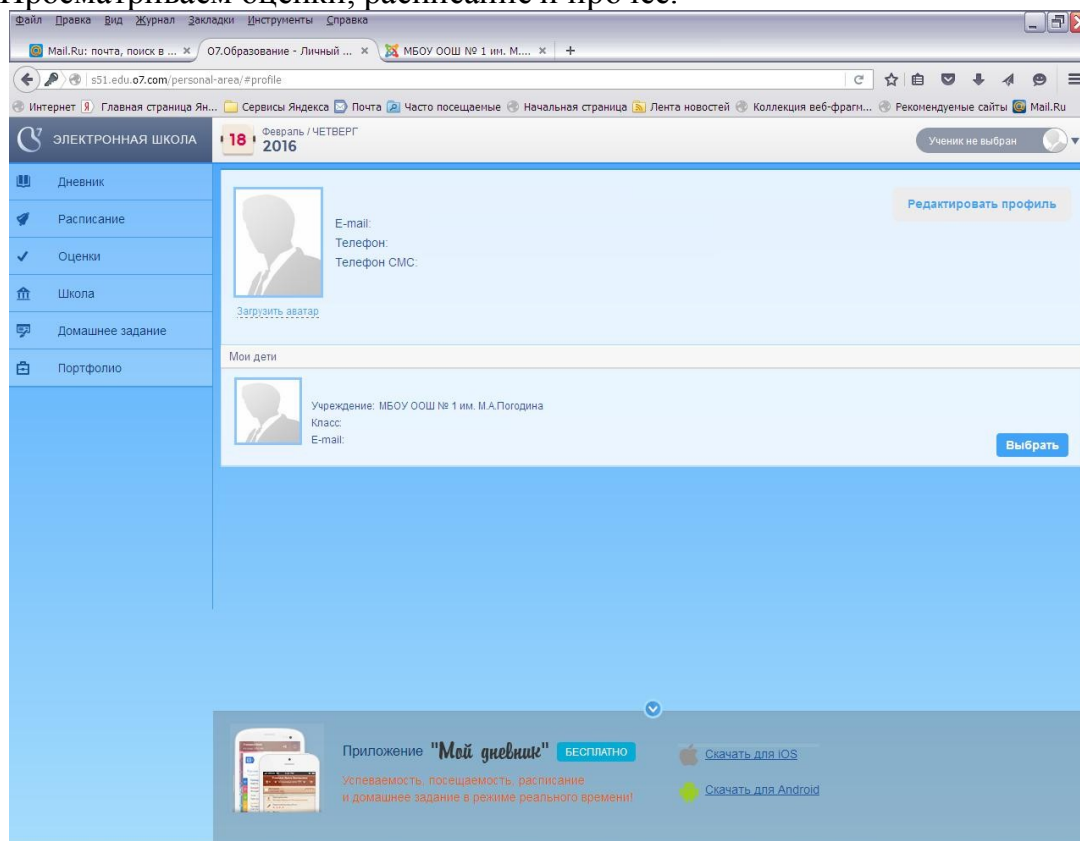 Просматриваем оценки, расписание и прочее.
Файл Правка Вид Журнал Закладки Инструменты Справка
Mail.Ru: почта, поиск в ... × 07.Образование - Личный ... × МБОУ ООШ № 1 им. М.... × +
s51.edu.o7.com/personal-area/#profile
Интернет Я Главная страница Ян... Сервисы Яндекса Почта Часто посещаемые Начальная страница Лента новостей Коллекция веб-фрагм... Рекомендуемые сайты Mail.Ru
ЭЛЕКТРОННАЯ ШКОЛА
18 Февраль / ЧЕТВЕРГ
2016
Ученик не выбран
Дневник
Расписание
Оценки
Школа
Домашнее задание
Портфолио
Редактировать профиль
E-mail:
Телефон:
Телефон СМС:
Загрузить аватар
Мои дети
Учреждение: МБОУ ООШ № 1 им. М.А.Погодина
Класс:
E-mail:
Выбрать
Приложение "Мой дневник" БЕСПЛАТНО
Успеваемость, посещаемость, расписание
и домашнее задание в режиме реального времени!
Скачать для iOS
Скачать для Android